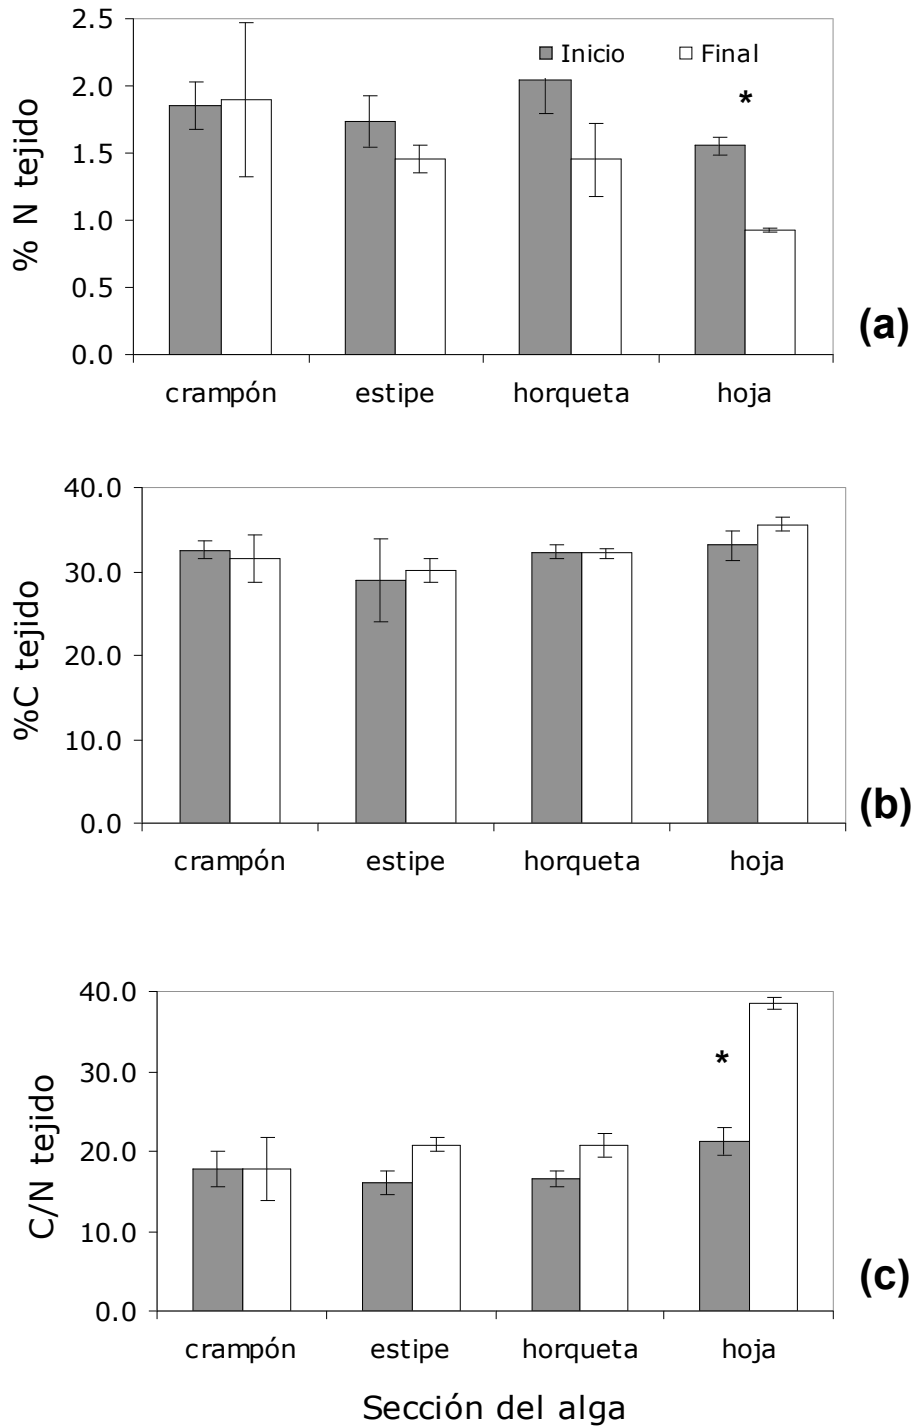 2.5
Inicio Final
2.0
*
1.5
1.0
0.5
0.0
% N tejido
(a)
crampón estipe horqueta hoja
40.0
30.0
20.0
10.0
0.0
%C tejido
(b)
crampón estipe horqueta hoja
40.0
30.0
*
20.0
10.0
0.0
C/N tejido
(c)
crampón estipe horqueta hoja
Sección del alga